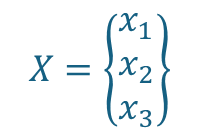 X = {x₁
x₂
x₃}